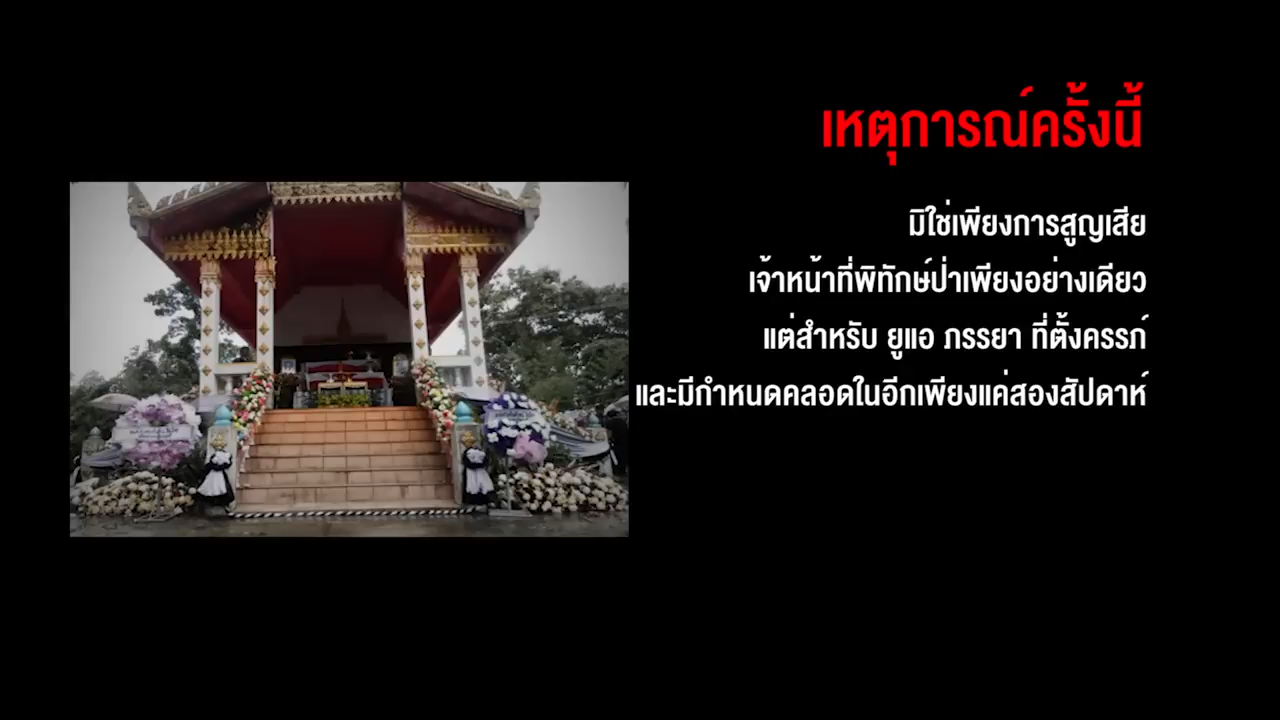 เหตุการณ์ครั้งนี้
มิใช่เพียงการสูญเสีย
เจ้าหน้าที่พิทักษ์ป่าเพียงอย่างเดียว
แต่สำหรับ ยูแอ ภรรยา ที่ตั้งครรภ์
และมีกำหนดคลอดในอีกเพียงแค่สองสัปดาห์